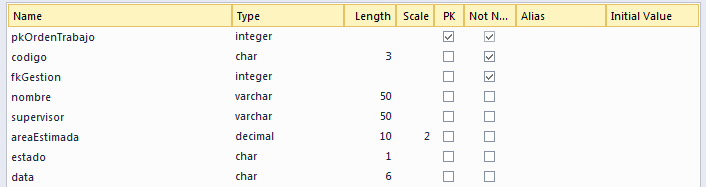 Name Type Length Scale PK Not N... Alias Initial Value
pkOrdenTrabajo integer
codigo char 3
fkGestion integer
nombre varchar 50
supervisor varchar 50
areaEstimada decimal 10 2
estado char 1
data char 6